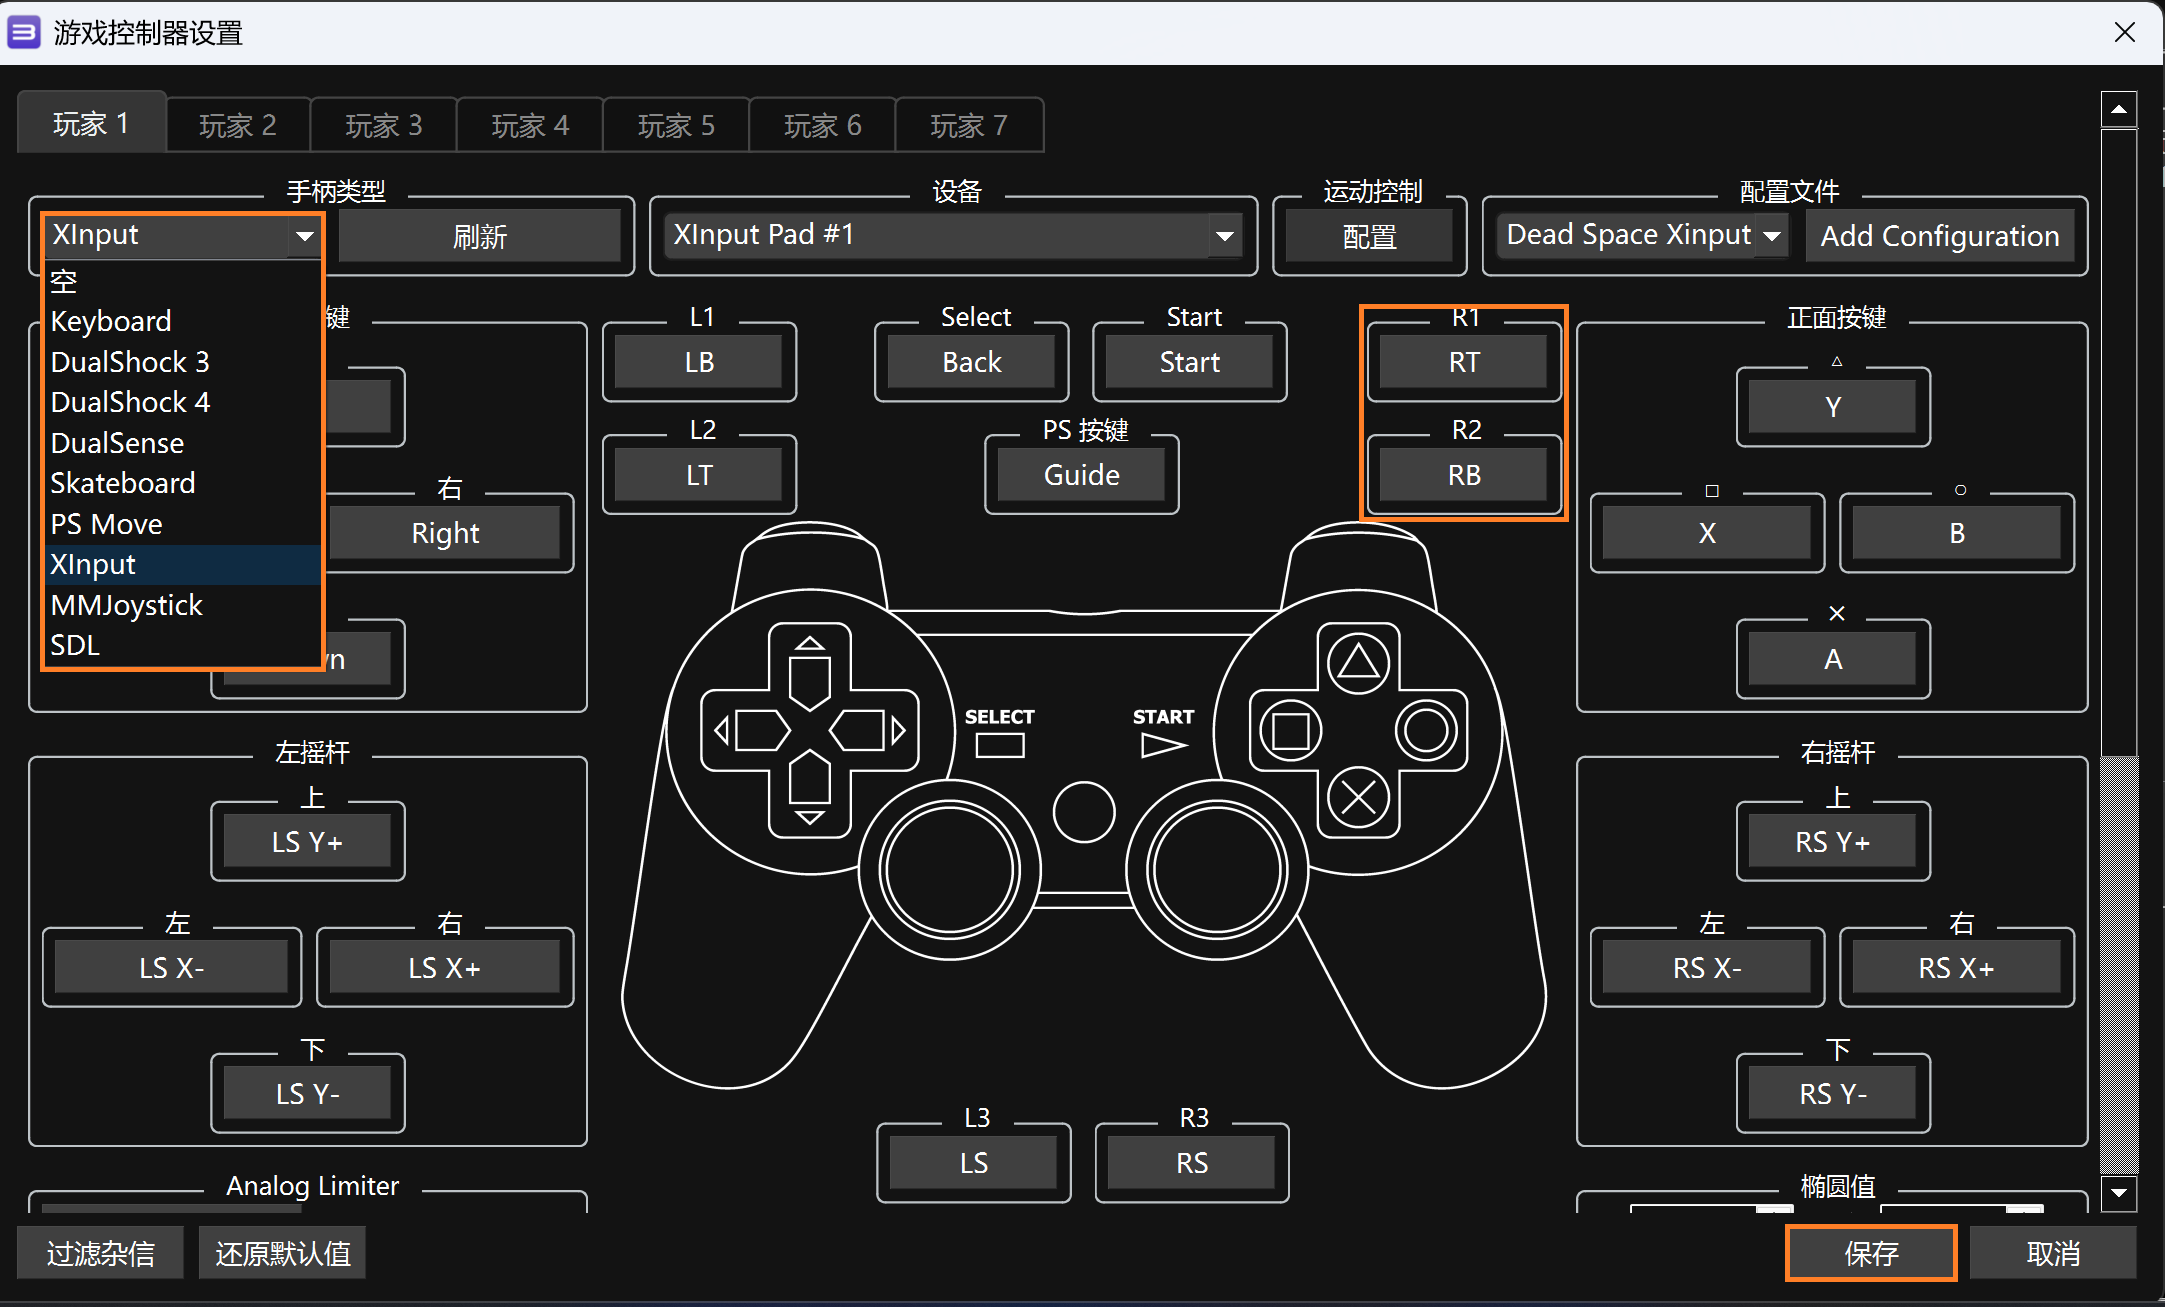 游戏控制器设置
玩家 1 玩家 2 玩家 3 玩家 4 玩家 5 玩家 6 玩家 7
手柄类型 设备 运动控制 配置文件
XInput 刷新 XInput Pad #1 配置 Dead Space Xinput Add Configuration
空
Keyboard
DualShock 3
DualShock 4
DualSense
Skateboard
PS Move
XInput
MMJoystick
SDL
键
右
Right
wn
L1 Select Start R1 正面按键
LB Back Start RT
△
Y
L2 PS 按键 R2
LT Guide RB
□ ○
X B
×
A
SELECT START
左摇杆
上
LS Y+
左 右
LS X- LS X+
下
LS Y-
右摇杆
上
RS Y+
左 右
RS X- RS X+
下
RS Y-
L3 R3
LS RS
Analog Limiter 椭圆值
过滤杂信 还原默认值 保存 取消